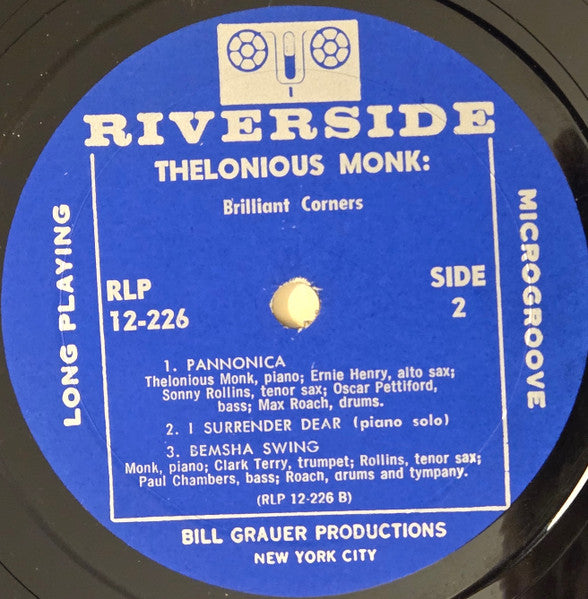 RIVERSIDE
THELONIOUS MONK:
Brilliant Corners
LONG PLAYING
MICROGROOVE
RLP
12-226
SIDE
2
1. PANNONICA
Thelonious Monk, piano; Ernie Henry, alto sax;
Sonny Rollins, tenor sax; Oscar Pettiford,
bass; Max Roach, drums.
2. I SURRENDER DEAR (piano solo)
3. BEMSHA SWING
Monk, piano; Clark Terry, trumpet; Rollins, tenor sax;
Paul Chambers, bass; Roach, drums and tympany.
(RLP 12-226 B)
BILL GRAUER PRODUCTIONS
NEW YORK CITY